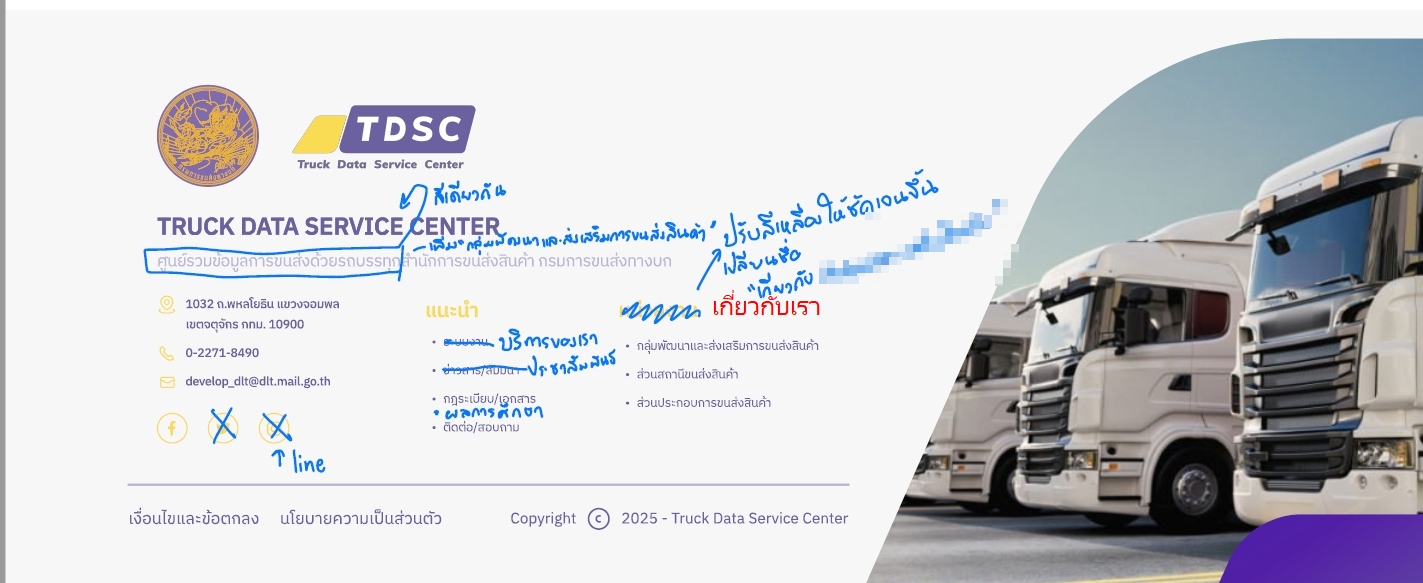 TDSC
Truck Data Service Center
สีเดียวกัน
TRUCK DATA SERVICE CENTER
- เพิ่ม "กลุ่มพัฒนาและส่งเสริมการขนส่งสินค้า"
ปรับสีเหลืองให้ชัดเจนขึ้น
เปลี่ยนชื่อ
"เกี่ยวกับ
ศูนย์รวมข้อมูลการขนส่งด้วยรถบรรทุก สำนักการขนส่งสินค้า กรมการขนส่งทางบก
1032 ถ.พหลโยธิน แขวงจอมพล
เขตจตุจักร กทม. 10900
0-2271-8490
develop_dlt@dlt.mail.go.th
line
แนะนำ
• ระบบงาน บริการของเรา
• ข่าวสาร/สัมมนา ประชาสัมพันธ์
• กฎระเบียบ/เอกสาร
• ผลการศึกษา
• ติดต่อ/สอบถาม
เกี่ยวกับเรา
• กลุ่มพัฒนาและส่งเสริมการขนส่งสินค้า
• ส่วนสถานีขนส่งสินค้า
• ส่วนประกอบการขนส่งสินค้า
เงื่อนไขและข้อตกลง นโยบายความเป็นส่วนตัว Copyright © 2025 - Truck Data Service Center